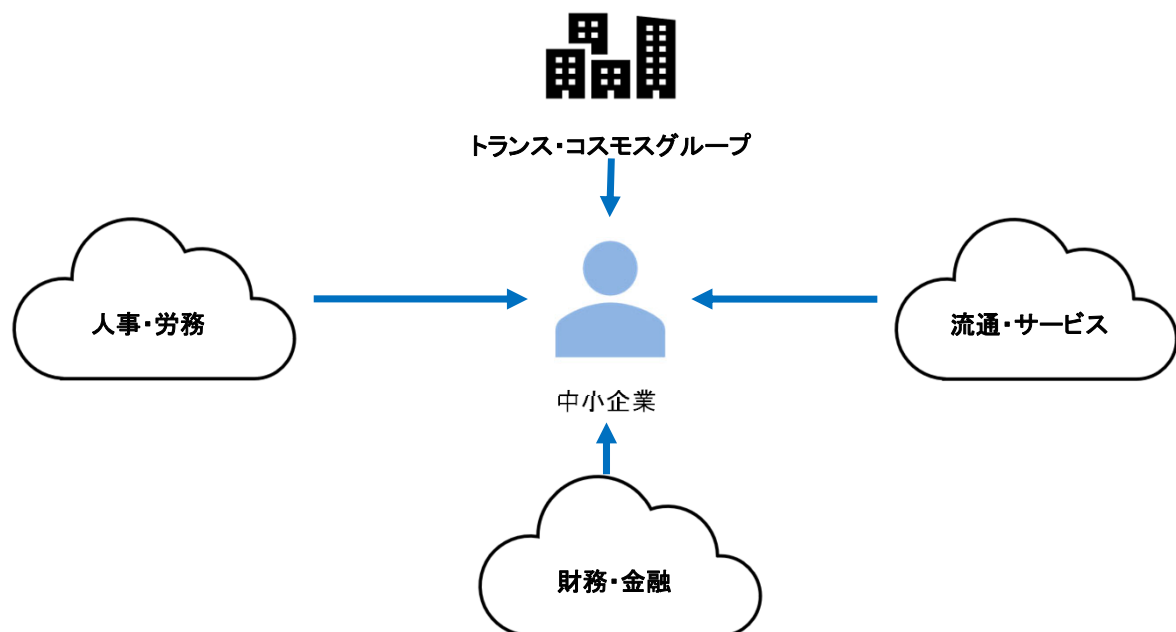 トランス・コスモスグループ
人事・労務
流通・サービス
中小企業
財務・金融